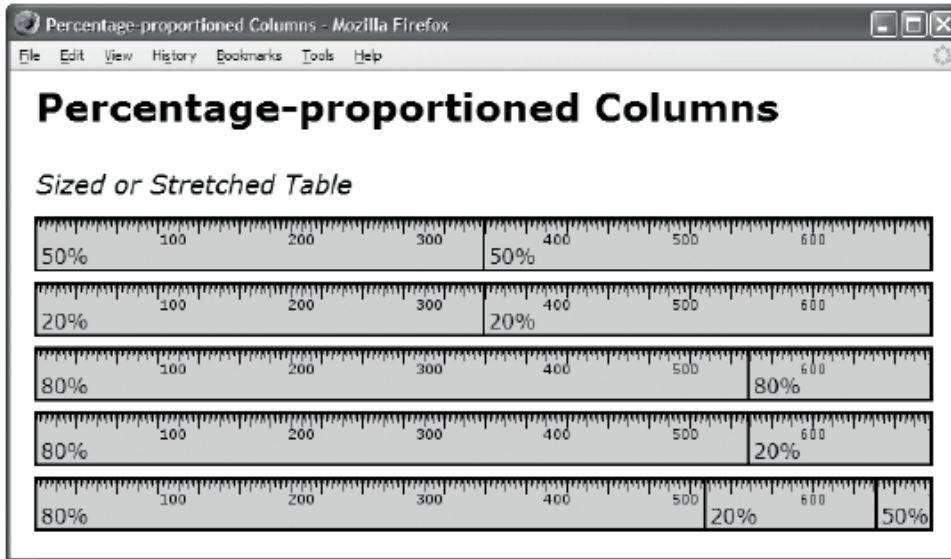 Percentage-proportioned Columns - Mozilla Firefox
File Edit View History Bookmarks Tools Help
Percentage-proportioned Columns
Sized or Stretched Table
100 200 300 400 500 600
50% 50%
100 200 300 400 500 600
20% 20%
100 200 300 400 500 600
80% 80%
100 200 300 400 500 600
80% 20%
100 200 300 400 500 600
80% 20% 50%